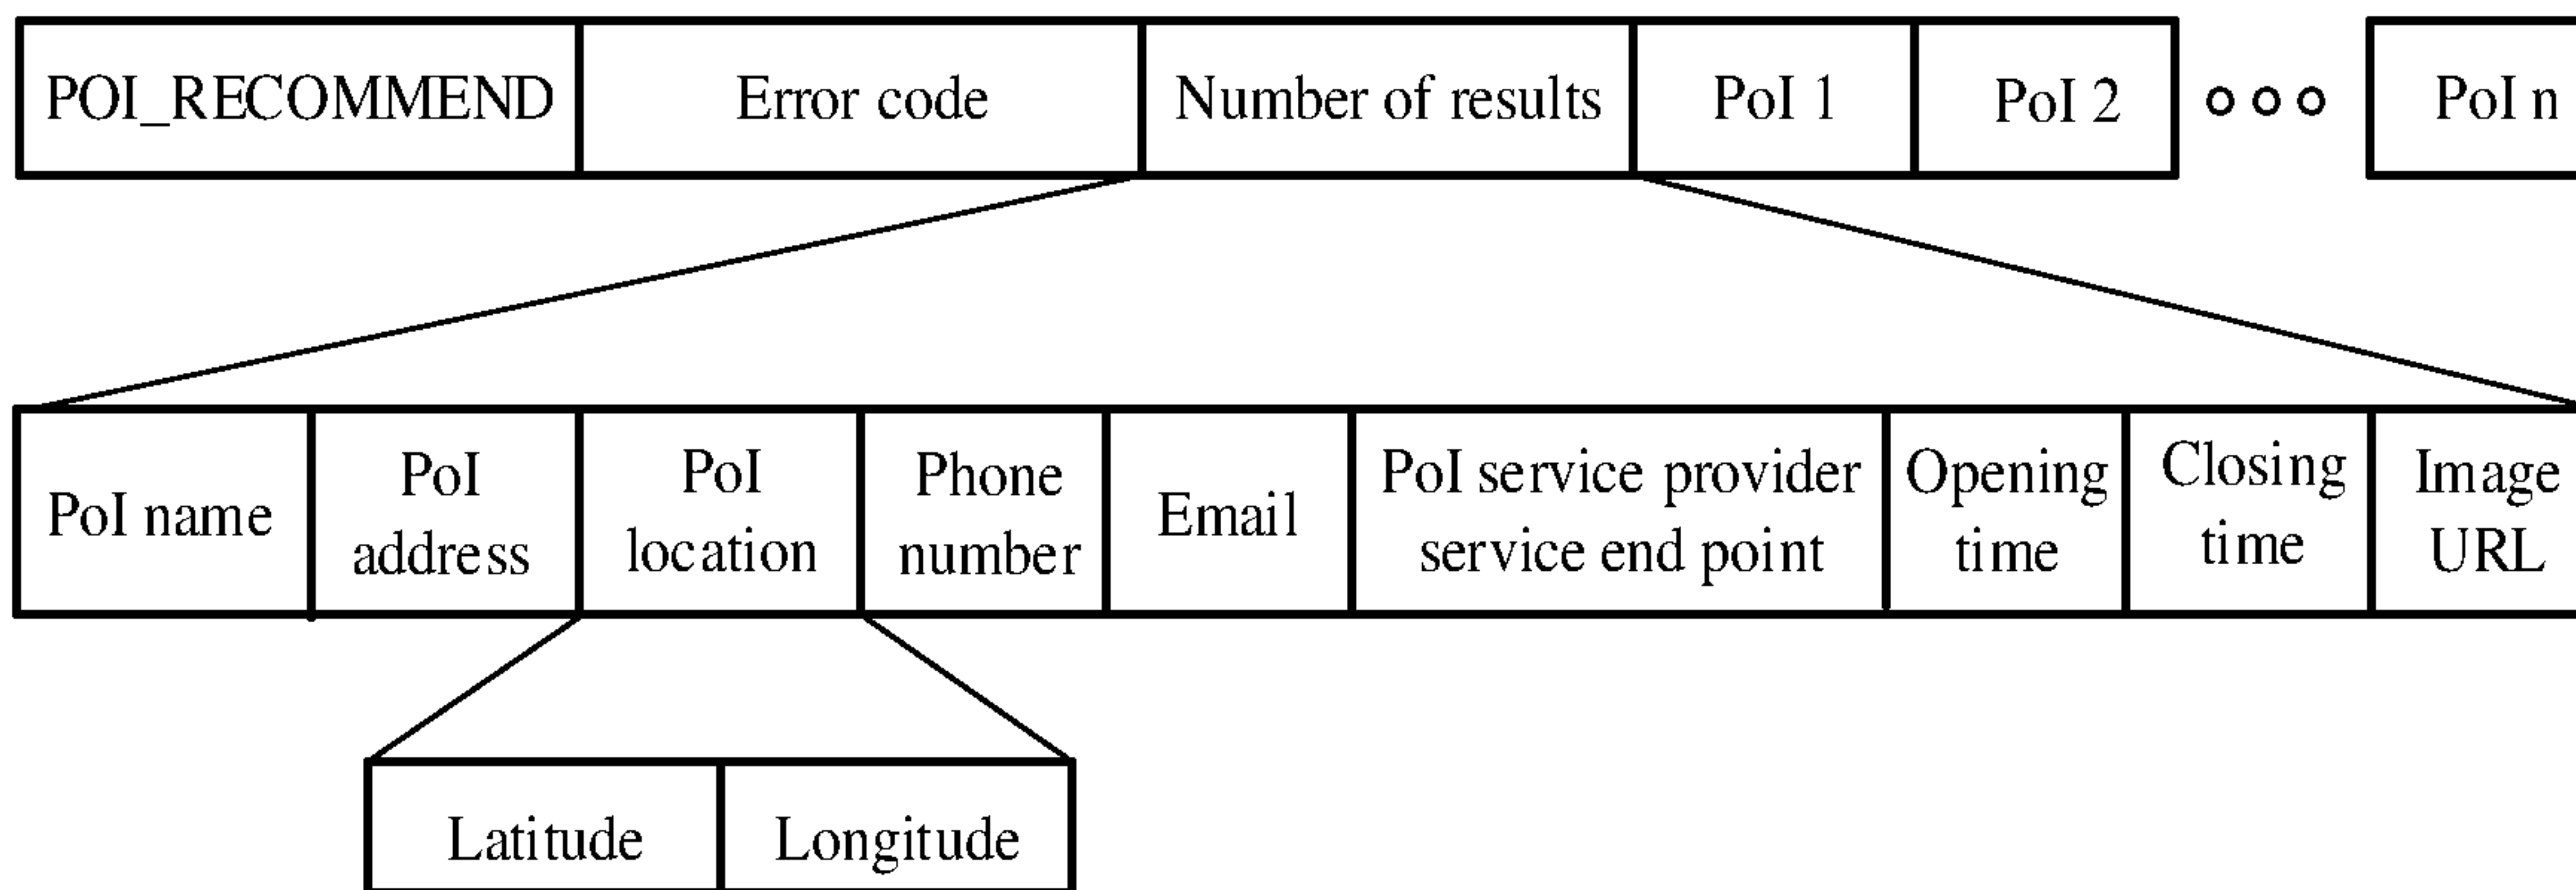 POI_RECOMMEND
Error code
Number of results
PoI 1
PoI 2
PoI n
PoI name
PoI
address
PoI
location
Phone
number
Email
PoI service provider
service end point
Opening
time
Closing
time
Image
URL
Latitude
Longitude